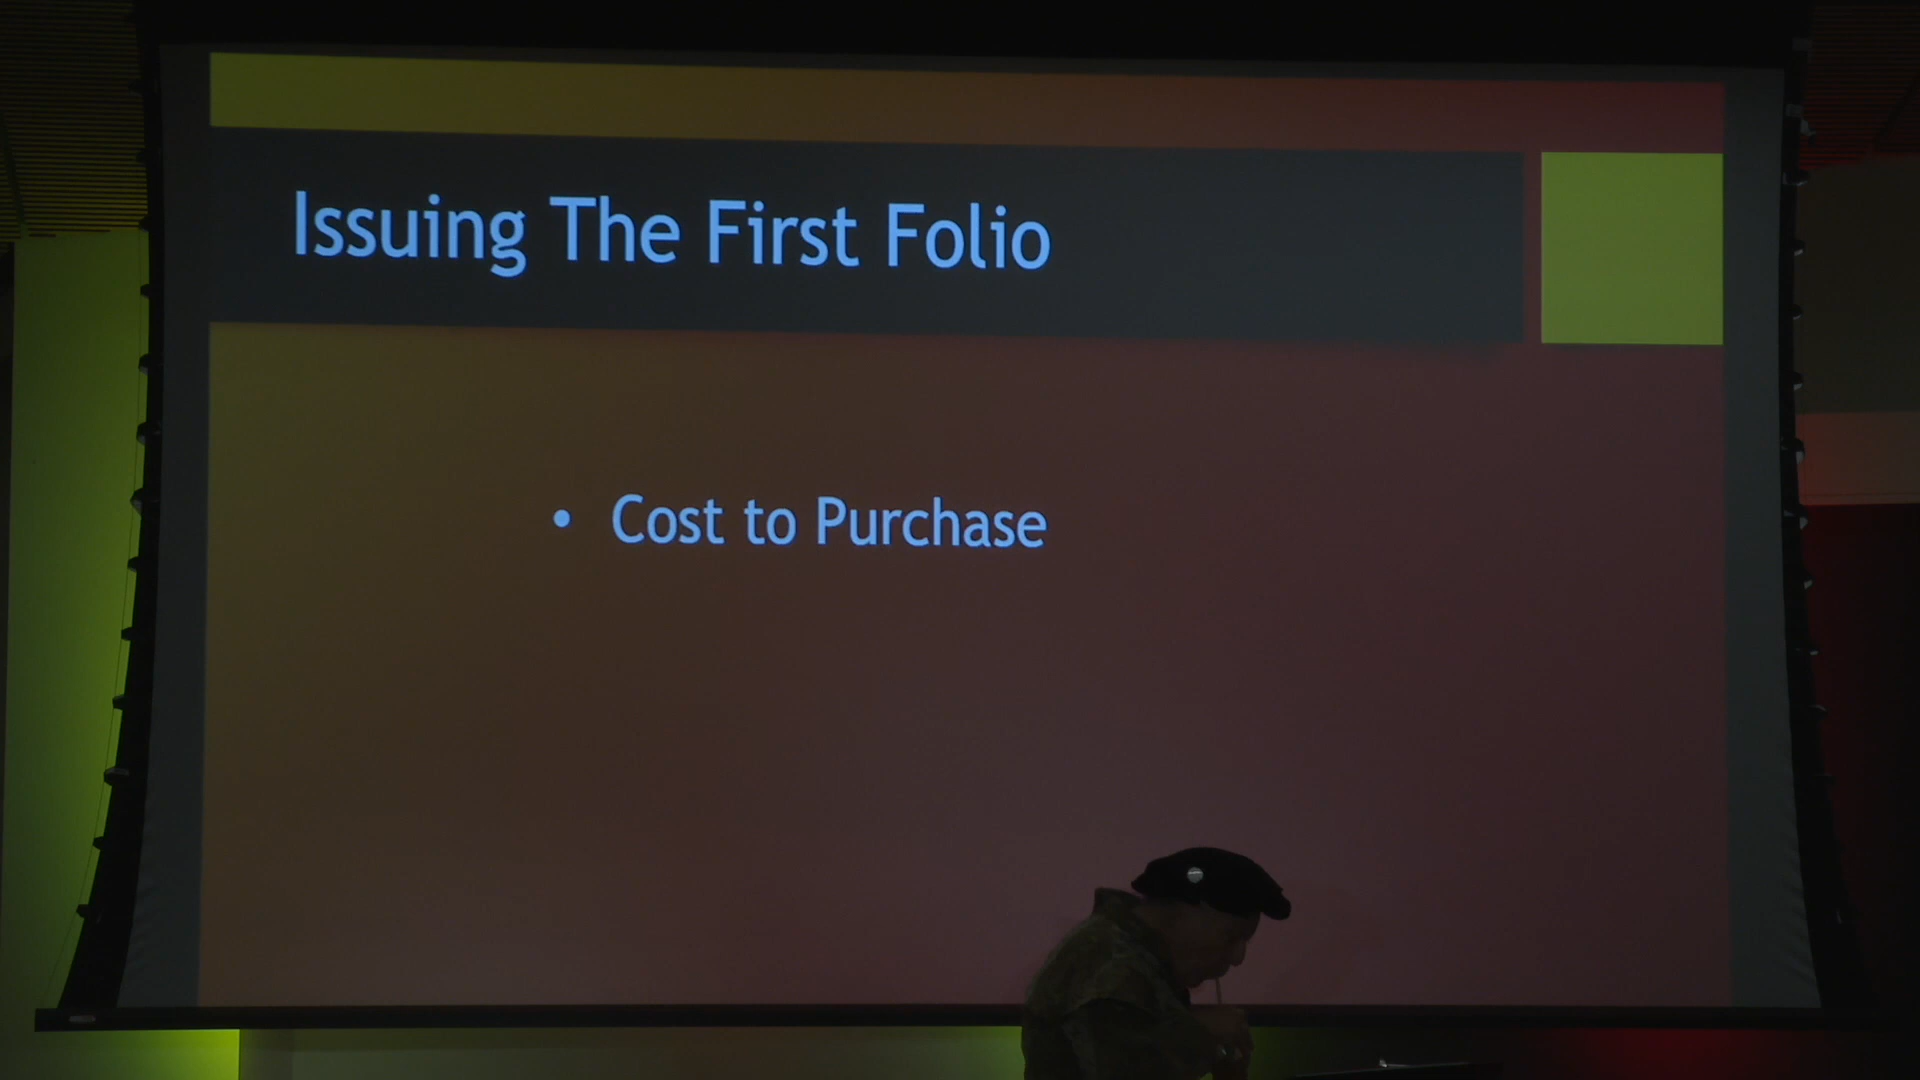 Issuing The First Folio
• Cost to Purchase